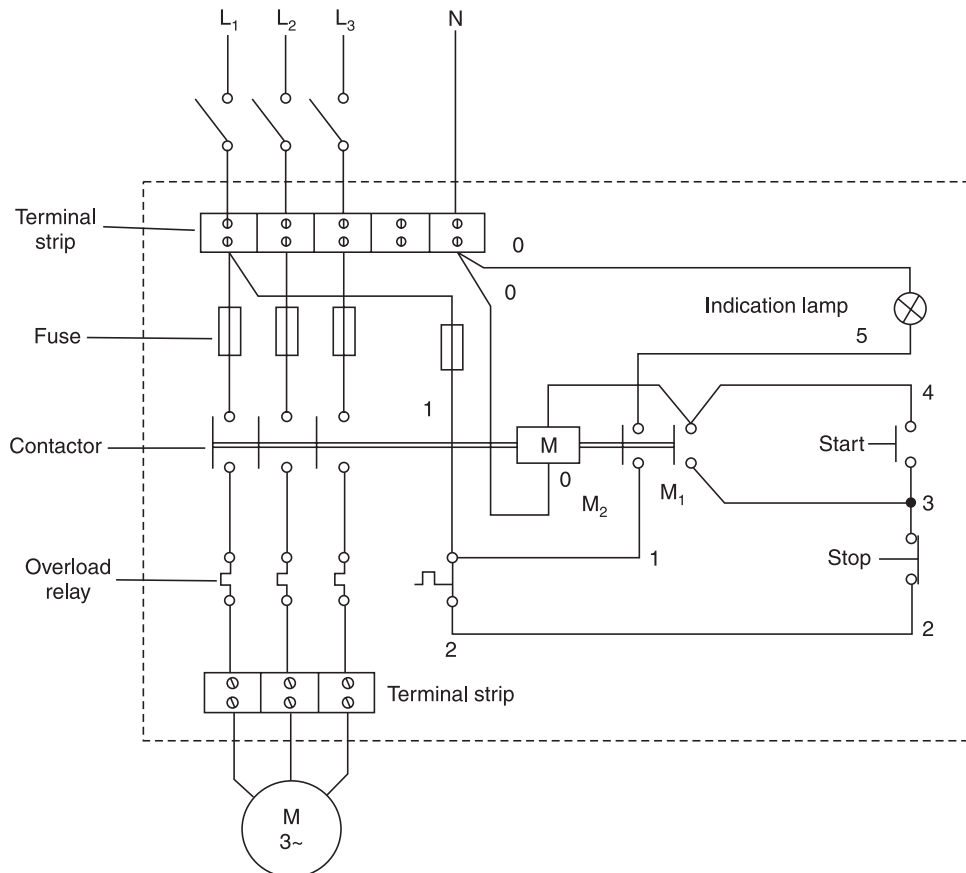 L₁ L₂ L₃ N
Terminal
strip
0
0
Indication lamp
Fuse
5
1
4
Contactor
M
Start
0
M₂
M₁
3
1
Stop
Overload
relay
2
2
Terminal strip
M
3~